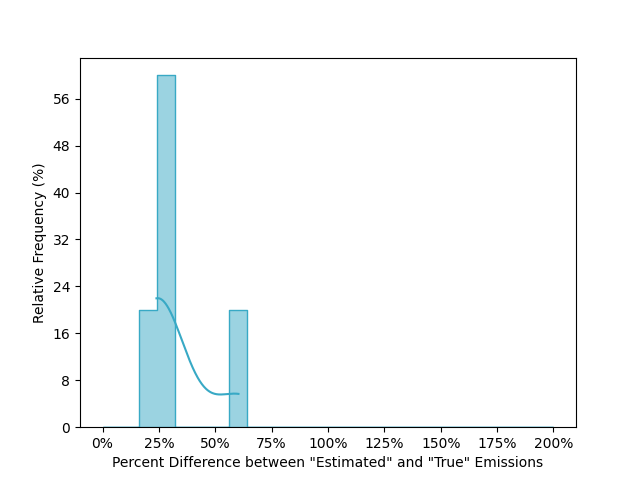 56
48
40
32
24
16
8
0
Relative Frequency (%)
0% 25% 50% 75% 100% 125% 150% 175% 200%
Percent Difference between "Estimated" and "True" Emissions